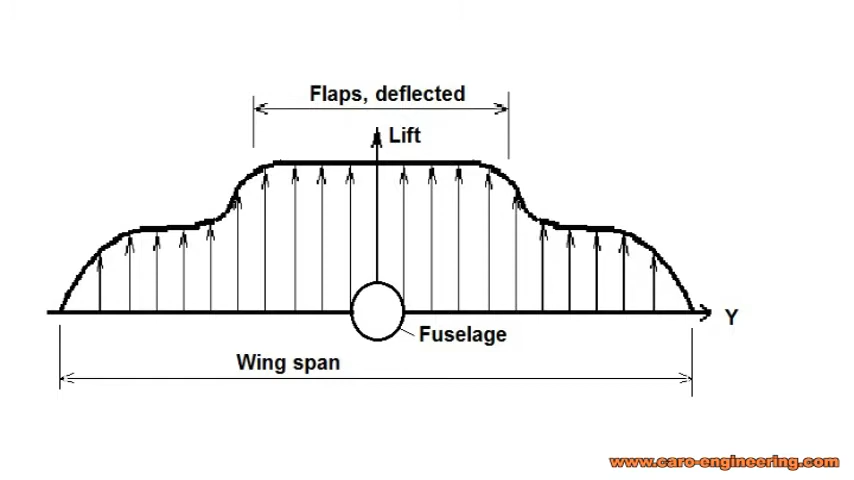 Flaps, deflected
Lift
Y
Fuselage
Wing span
www.caro-engineering.com